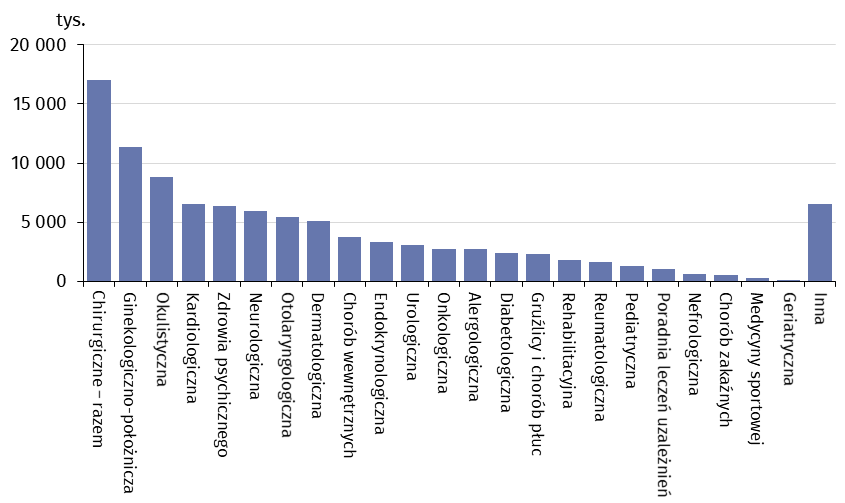 tys.
20 000
15 000
10 000
5 000
0
Chirurgiczne – razem
Ginekologiczno-położnicza
Okulistyczna
Kardiologiczna
Zdrowia psychicznego
Neurologiczna
Otolaryngologiczna
Dermatologiczna
Chorób wewnętrznych
Endokrynologiczna
Urologiczna
Onkologiczna
Alergologiczna
Diabetologiczna
Gruźlicy i chorób płuc
Rehabilitacyjna
Reumatologiczna
Pediatryczna
Poradnia leczeń uzależnień
Nefrologiczna
Chorób zakaźnych
Medycyny sportowej
Geriatryczna
Inna